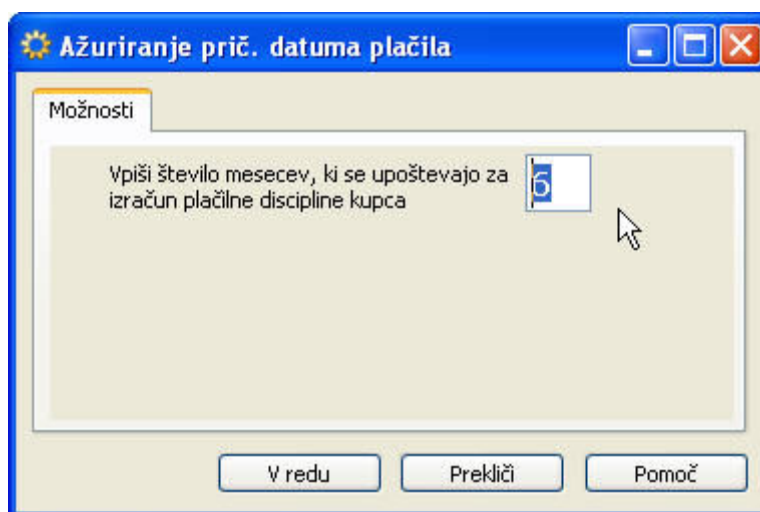 Ažuriranje prič. datuma plačila
Možnosti
Vpiši število mesecev, ki se upoštevajo za
izračun plačilne discipline kupca
6
V redu
Prekliči
Pomoč